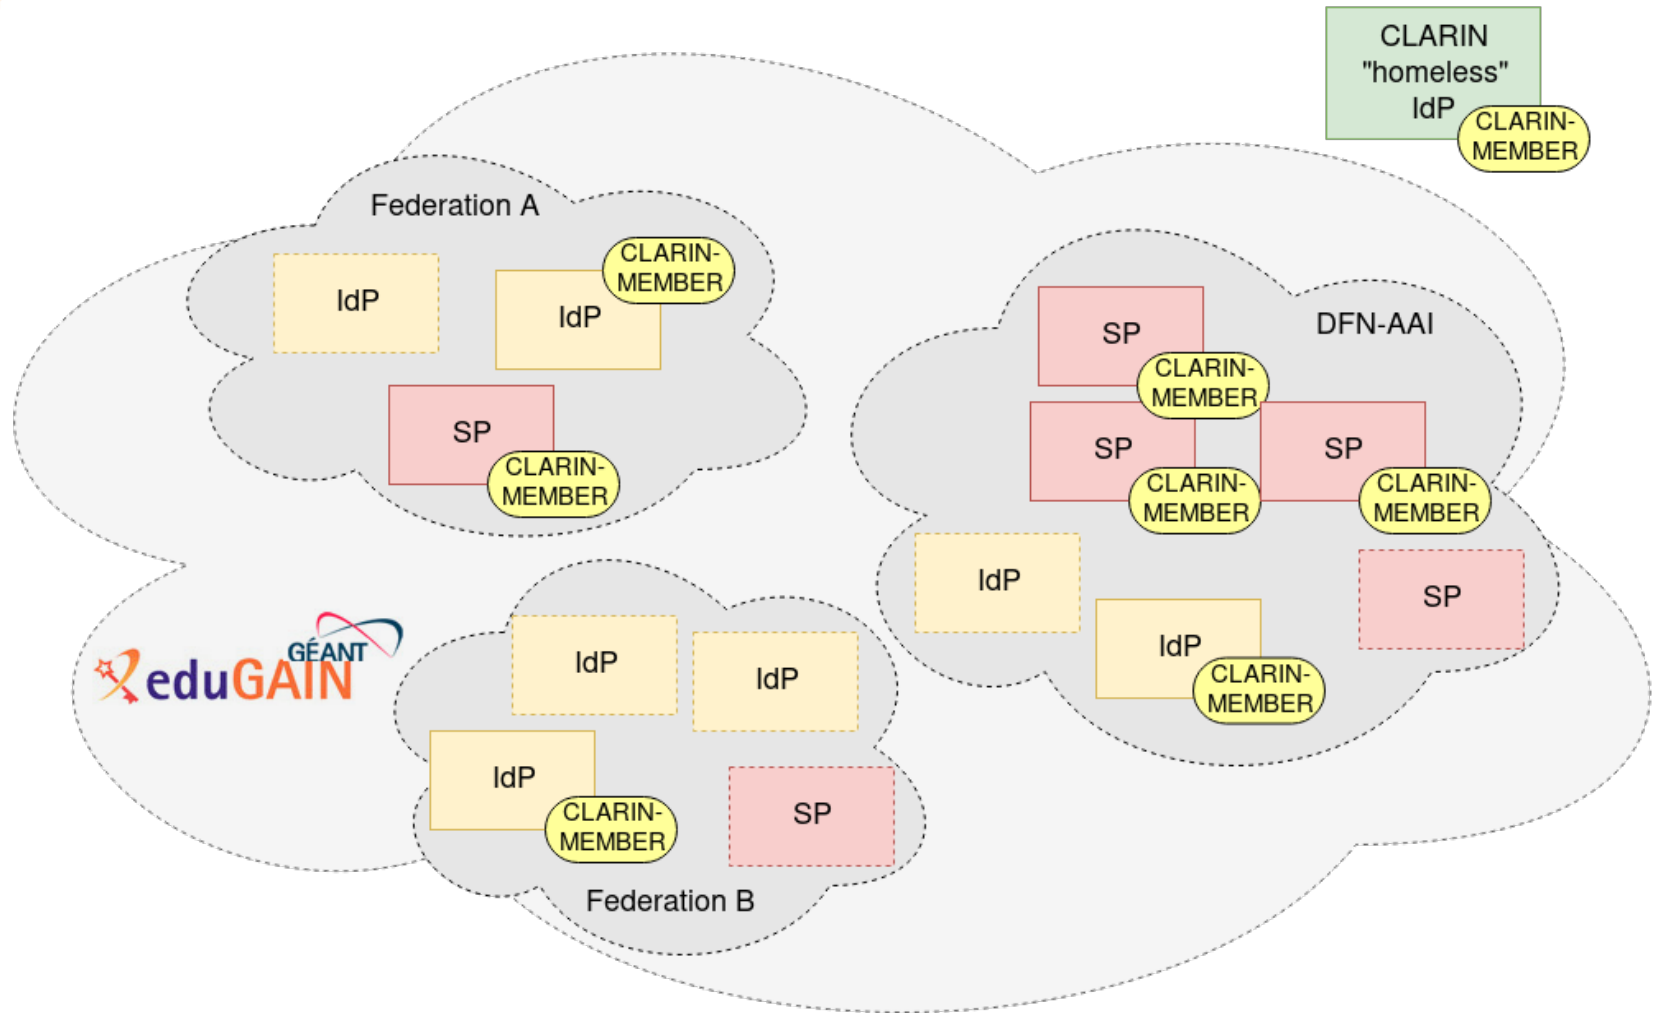 CLARIN
"homeless"
IdP
CLARIN-
MEMBER
Federation A
IdP
IdP
CLARIN-
MEMBER
SP
CLARIN-
MEMBER
DFN-AAI
SP
CLARIN-
MEMBER
SP
CLARIN-
MEMBER
SP
CLARIN-
MEMBER
IdP
SP
IdP
CLARIN-
MEMBER
GÉANT
eduGAIN
IdP
IdP
IdP
CLARIN-
MEMBER
SP
Federation B